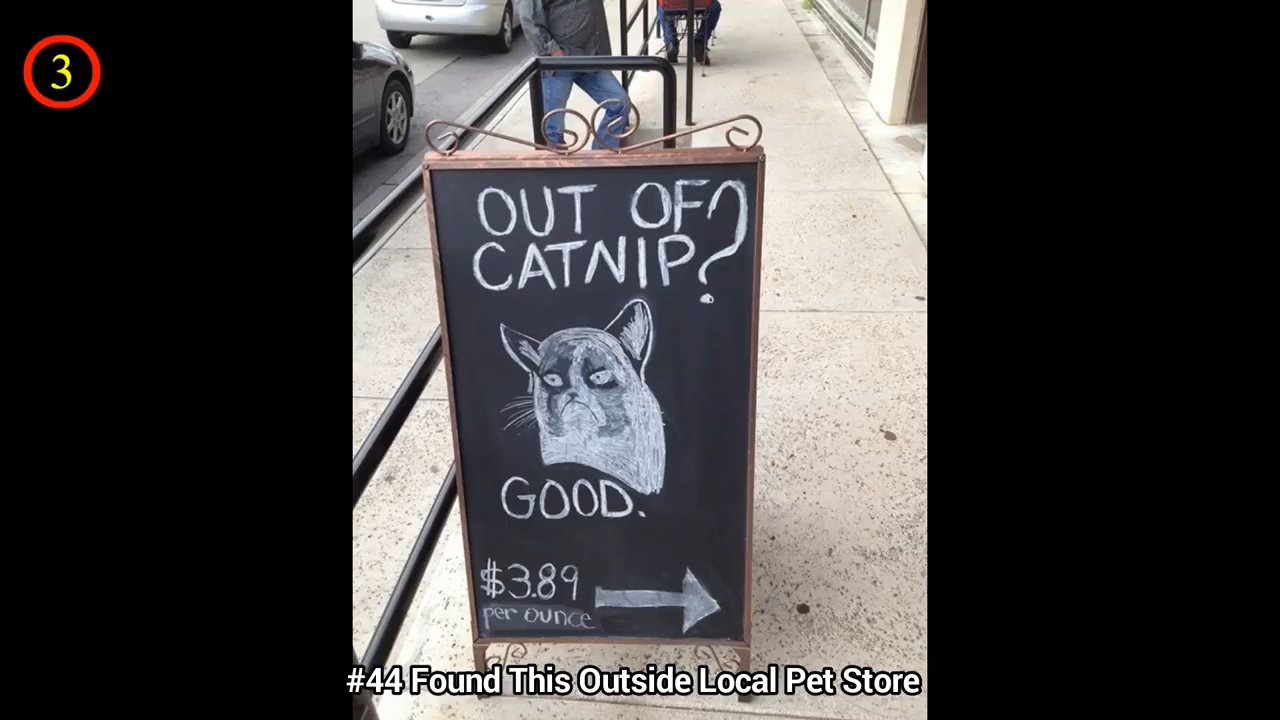 3
OUT OF
CATNIP?
GOOD.
$3.89
per ounce
#44 Found This Outside Local Pet Store